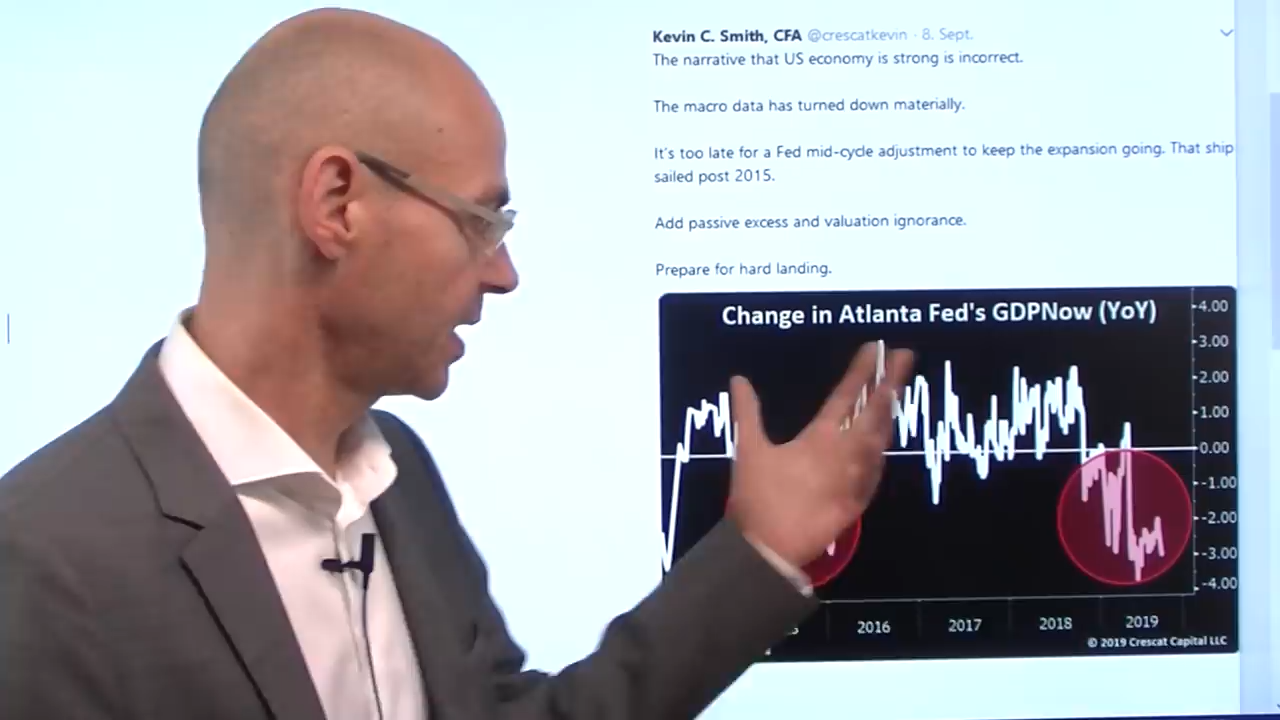 Kevin C. Smith, CFA @crescatkevin · 8. Sept.
The narrative that US economy is strong is incorrect.
The macro data has turned down materially.
It's too late for a Fed mid-cycle adjustment to keep the expansion going. That ship
sailed post 2015.
Add passive excess and valuation ignorance.
Prepare for hard landing.
Change in Atlanta Fed's GDPNow (YoY)
4.00
3.00
2.00
1.00
0.00
-1.00
-2.00
-3.00
-4.00
2016 2017 2018 2019
© 2019 Crescat Capital LLC